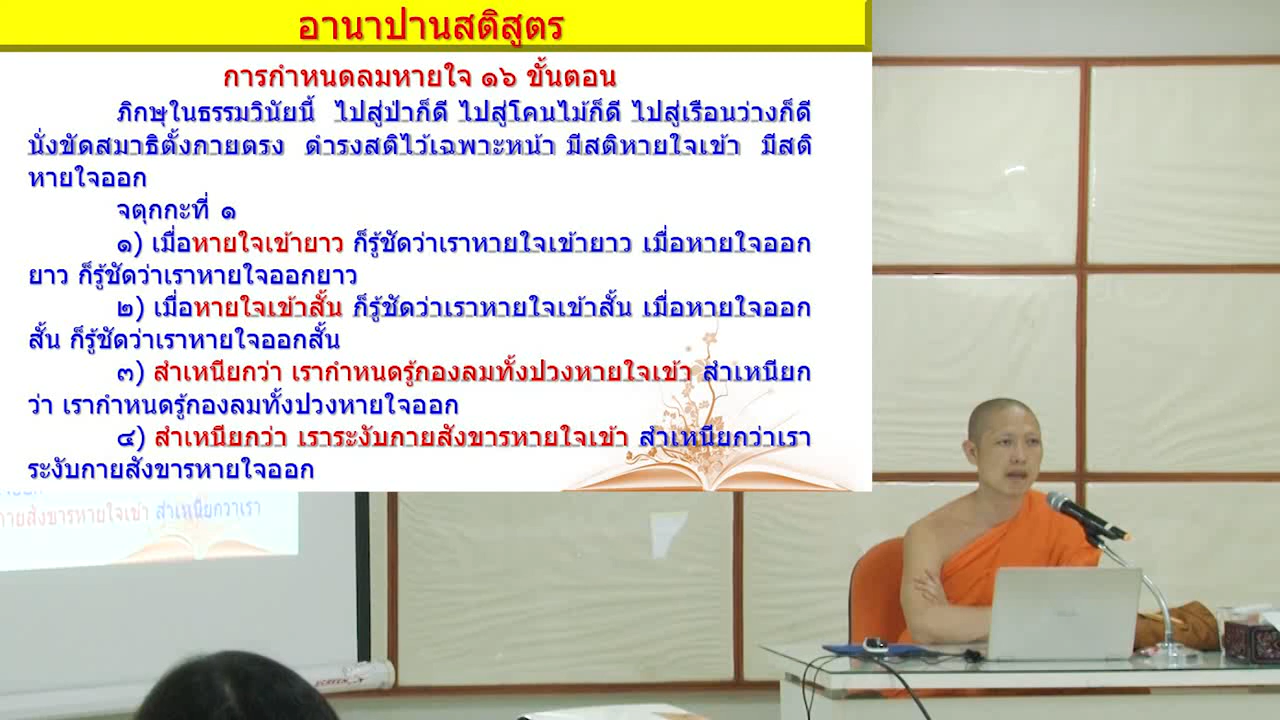 อานาปานสติสูตร
การกำหนดลมหายใจ ๑๖ ขั้นตอน
ภิกษุในธรรมวินัยนี้ ไปสู่ป่าก็ดี ไปสู่โคนไม้ก็ดี ไปสู่เรือนว่างก็ดี
นั่งขัดสมาธิตั้งกายตรง ดำรงสติไว้เฉพาะหน้า มีสติหายใจเข้า มีสติ
หายใจออก
จตุกกะที่ ๑
๑) เมื่อหายใจเข้ายาว ก็รู้ชัดว่าเราหายใจเข้ายาว เมื่อหายใจออก
ยาว ก็รู้ชัดว่าเราหายใจออกยาว
๒) เมื่อหายใจเข้าสั้น ก็รู้ชัดว่าเราหายใจเข้าสั้น เมื่อหายใจออก
สั้น ก็รู้ชัดว่าเราหายใจออกสั้น
๓) สำเหนียกว่า เรากำหนดรู้กองลมทั้งปวงหายใจเข้า สำเหนียก
ว่า เรากำหนดรู้กองลมทั้งปวงหายใจออก
๔) สำเหนียกว่า เราระงับกายสังขารหายใจเข้า สำเหนียกว่าเรา
ระงับกายสังขารหายใจออก
กายสังขารหายใจเข้า สำเหนียกว่าเรา